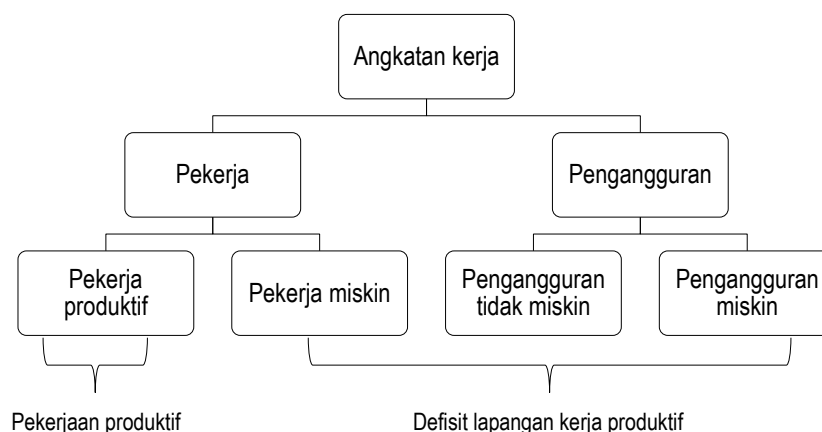 Angkatan kerja
Pekerja
Pengangguran
Pekerja
produktif
Pekerja miskin
Pengangguran
tidak miskin
Pengangguran
miskin
Pekerjaan produktif
Defisit lapangan kerja produktif